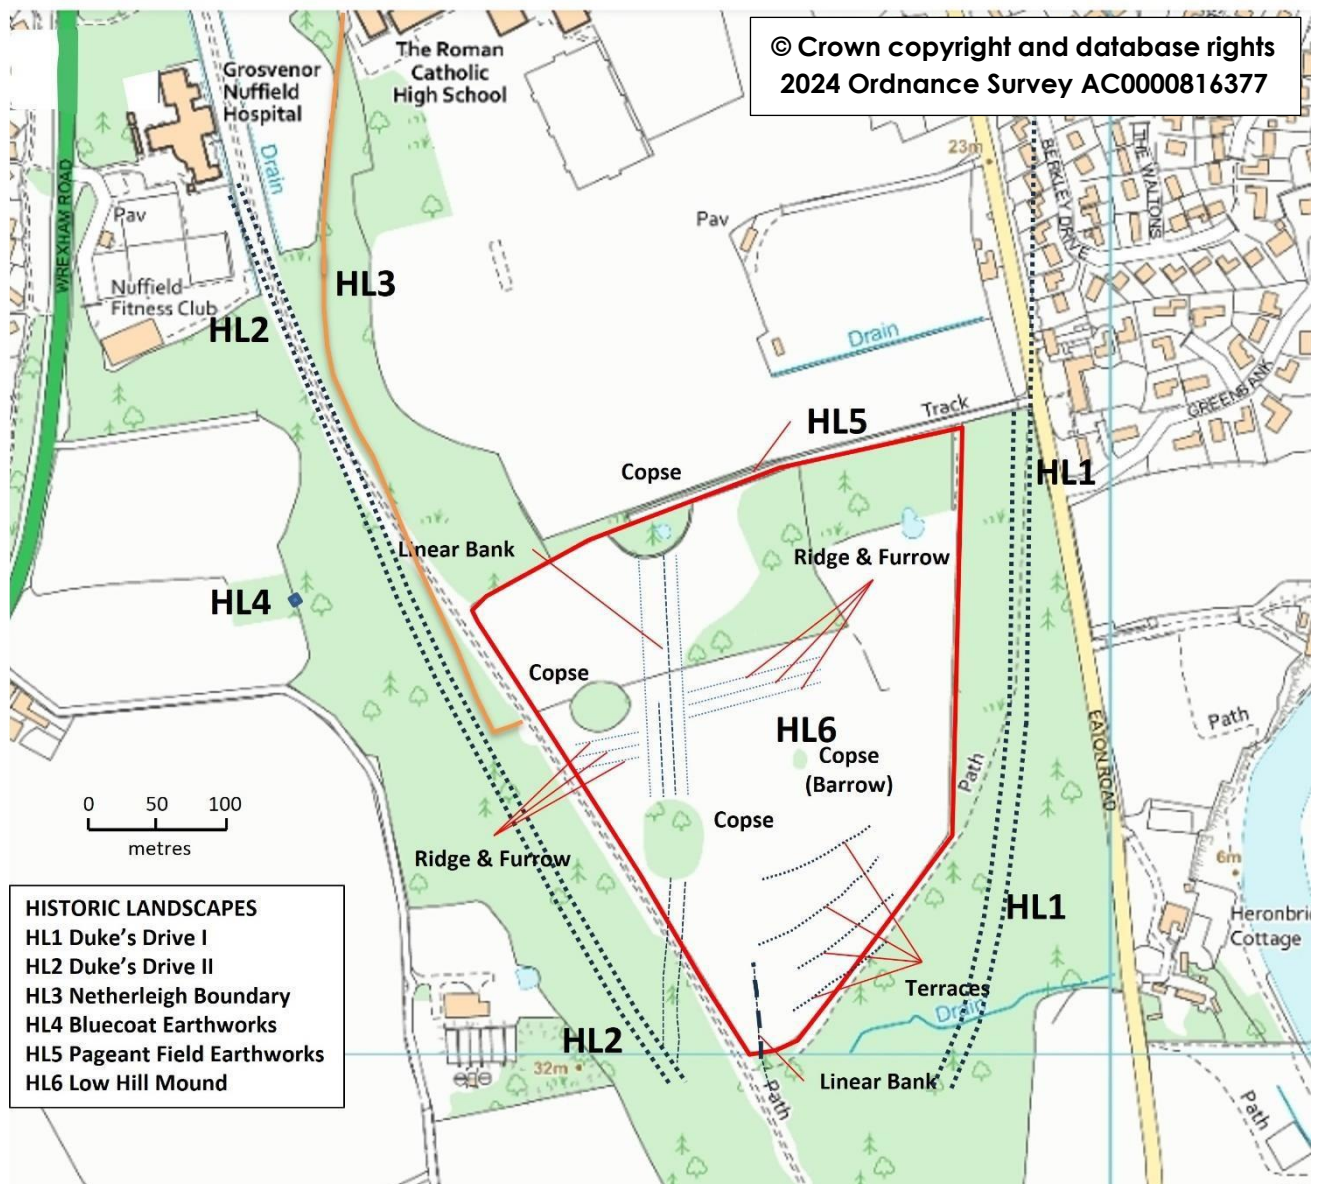 © Crown copyright and database rights
2024 Ordnance Survey AC0000816377
The Roman
Catholic
High School
Grosvenor
Nuffield
Hospital
Drain
WREXHAM ROAD
Pav
Nuffield
Fitness Club
HL2
HL3
Pav
Drain
23m
BERKLEY DRIVE
THE WALTONS
GREENBANK
Track
HL5
Copse
HL1
Linear Bank
Ridge & Furrow
HL4
Copse
HL6
Copse
(Barrow)
Path
EATON ROAD
Path
0 50 100
metres
Copse
Ridge & Furrow
6m
HL1
Heronbri
Cottage
Terraces
Drain
HL2
32m
Linear Bank
Path
Path
HISTORIC LANDSCAPES
HL1 Duke's Drive I
HL2 Duke's Drive II
HL3 Netherleigh Boundary
HL4 Bluecoat Earthworks
HL5 Pageant Field Earthworks
HL6 Low Hill Mound